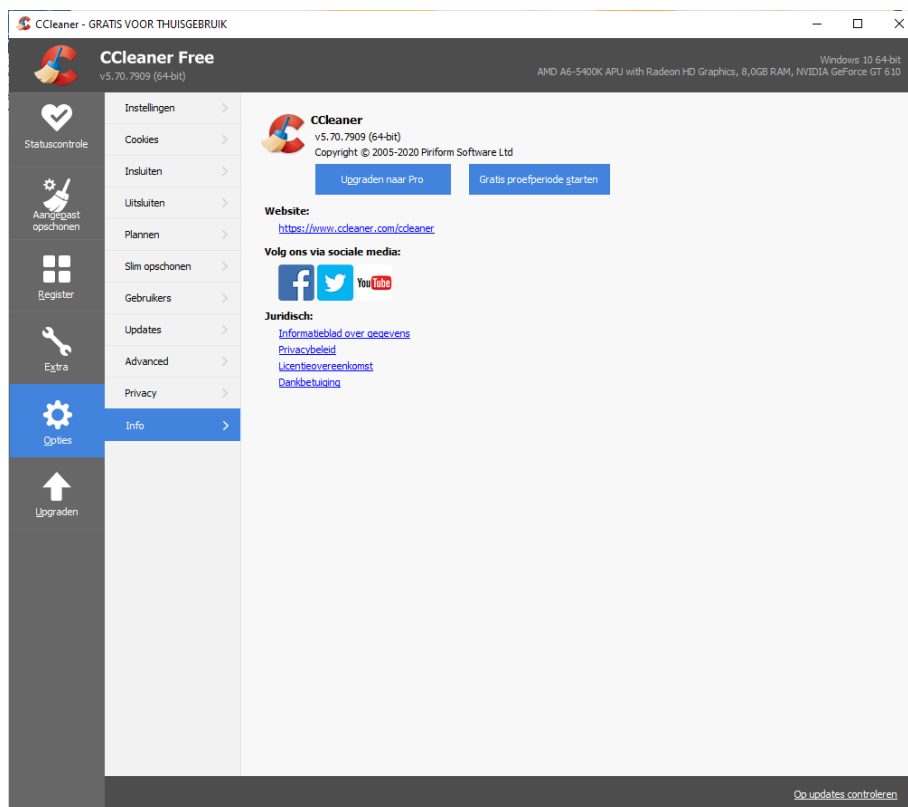 CCleaner - GRATIS VOOR THUISGEBRUIK
CCleaner Free
v5.70.7909 (64-bit)
Windows 10 64-bit
AMD A6-5400K APU with Radeon HD Graphics, 8,0GB RAM, NVIDIA GeForce GT 610
Statuscontrole
Aangepast
opschonen
Register
Extra
Opties
Upgraden
Instellingen
Cookies
Insluiten
Uitsluiten
Plannen
Slim opschonen
Gebruikers
Updates
Advanced
Privacy
Info
CCleaner
v5.70.7909 (64-bit)
Copyright © 2005-2020 Piriform Software Ltd
Upgraden naar Pro
Gratis proefperiode starten
Website:
https://www.ccleaner.com/ccleaner
Volg ons via sociale media:
YouTube
Juridisch:
Informatieblad over gegevens
Privacybeleid
Licentieovereenkomst
Dankbetuiging
Op updates controleren